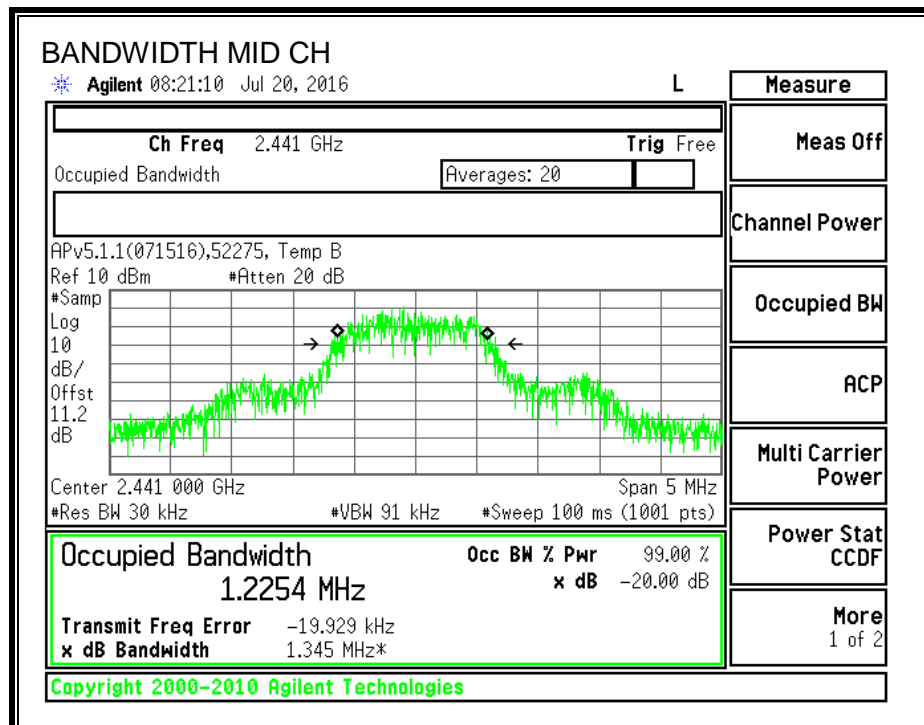 BANDWIDTH MID CH
Agilent 08:21:10 Jul 20, 2016 L
Ch Freq 2.441 GHz Trig Free
Occupied Bandwidth Averages: 20
APv5.1.1(071516),52275, Temp B
Ref 10 dBm #Atten 20 dB
#Samp
Log
10
dB/
Offst
11.2
dB
Center 2.441 000 GHz Span 5 MHz
#Res BW 30 kHz #VBW 91 kHz #Sweep 100 ms (1001 pts)
Occupied Bandwidth Occ BW % Pwr 99.00 %
1.2254 MHz x dB -20.00 dB
Transmit Freq Error -19.929 kHz
x dB Bandwidth 1.345 MHz*
Copyright 2000-2010 Agilent Technologies
Measure
Meas Off
Channel Power
Occupied BW
ACP
Multi Carrier
Power
Power Stat
CCDF
More
1 of 2